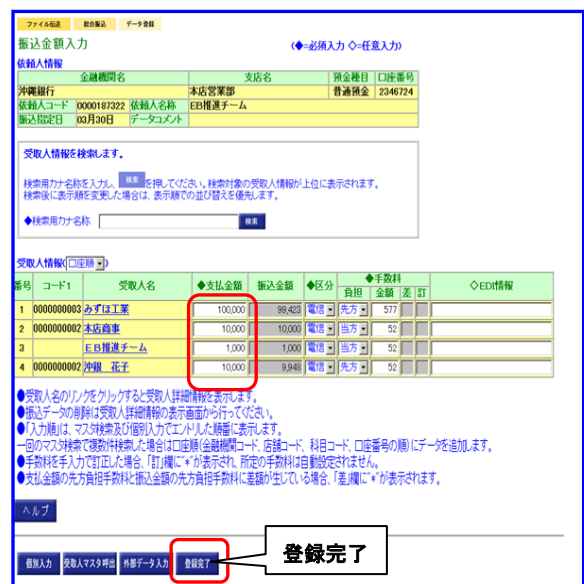 ファイル伝送 総合振込 データ登録
振込金額入力 (◆=必須入力 ◇=任意入力)
依頼人情報
金融機関名 支店名 預金種目 口座番号
沖縄銀行 本店営業部 普通預金 2346724
依頼人コード 0000187322 依頼人名称 EB推進チーム
振込指定日 03月30日 データコメント
受取人情報を検索します。
検索用カナ名称を入力し、 検索 を押してください。検索対象の受取人情報が上位に表示されます。
検索後に表示順を変更した場合は、表示順での並び替えを優先します。
◆検索用カナ名称 検索
受取人情報(口座順)
番号 コード1 受取人名 ◆支払金額 振込金額 ◆区分 ◆手数料 ◇EDI情報
負担 金額 差 訂
1 0000000003 みずほ工業 100,000 99,423 電信 先方 577
2 0000000002 本店商事 10,000 10,000 電信 当方 52
3 EB推進チーム 1,000 1,000 電信 当方 52
4 0000000002 沖銀 花子 10,000 9,948 電信 先方 52
●受取人名のリンクをクリックすると受取人詳細情報を表示します。
●振込データの削除は受取人詳細情報の表示画面から行ってください。
●「入力順」は、マスタ検索及び個別入力でエントリした順番に表示します。
一回のマスタ検索で複数件検索した場合は口座順(金融機関コード、店舗コード、科目コード、口座番号の順)にデータを追加します。
●手数料を手入力で訂正した場合、「訂」欄に"*"が表示され、所定の手数料は自動設定されません。
●支払金額の先方負担手数料と振込金額の先方負担手数料に差額が生じている場合、「差」欄に"*"が表示されます。
ヘルプ
個別入力 受取人マスタ呼出 外部データ入力 登録完了
登録完了